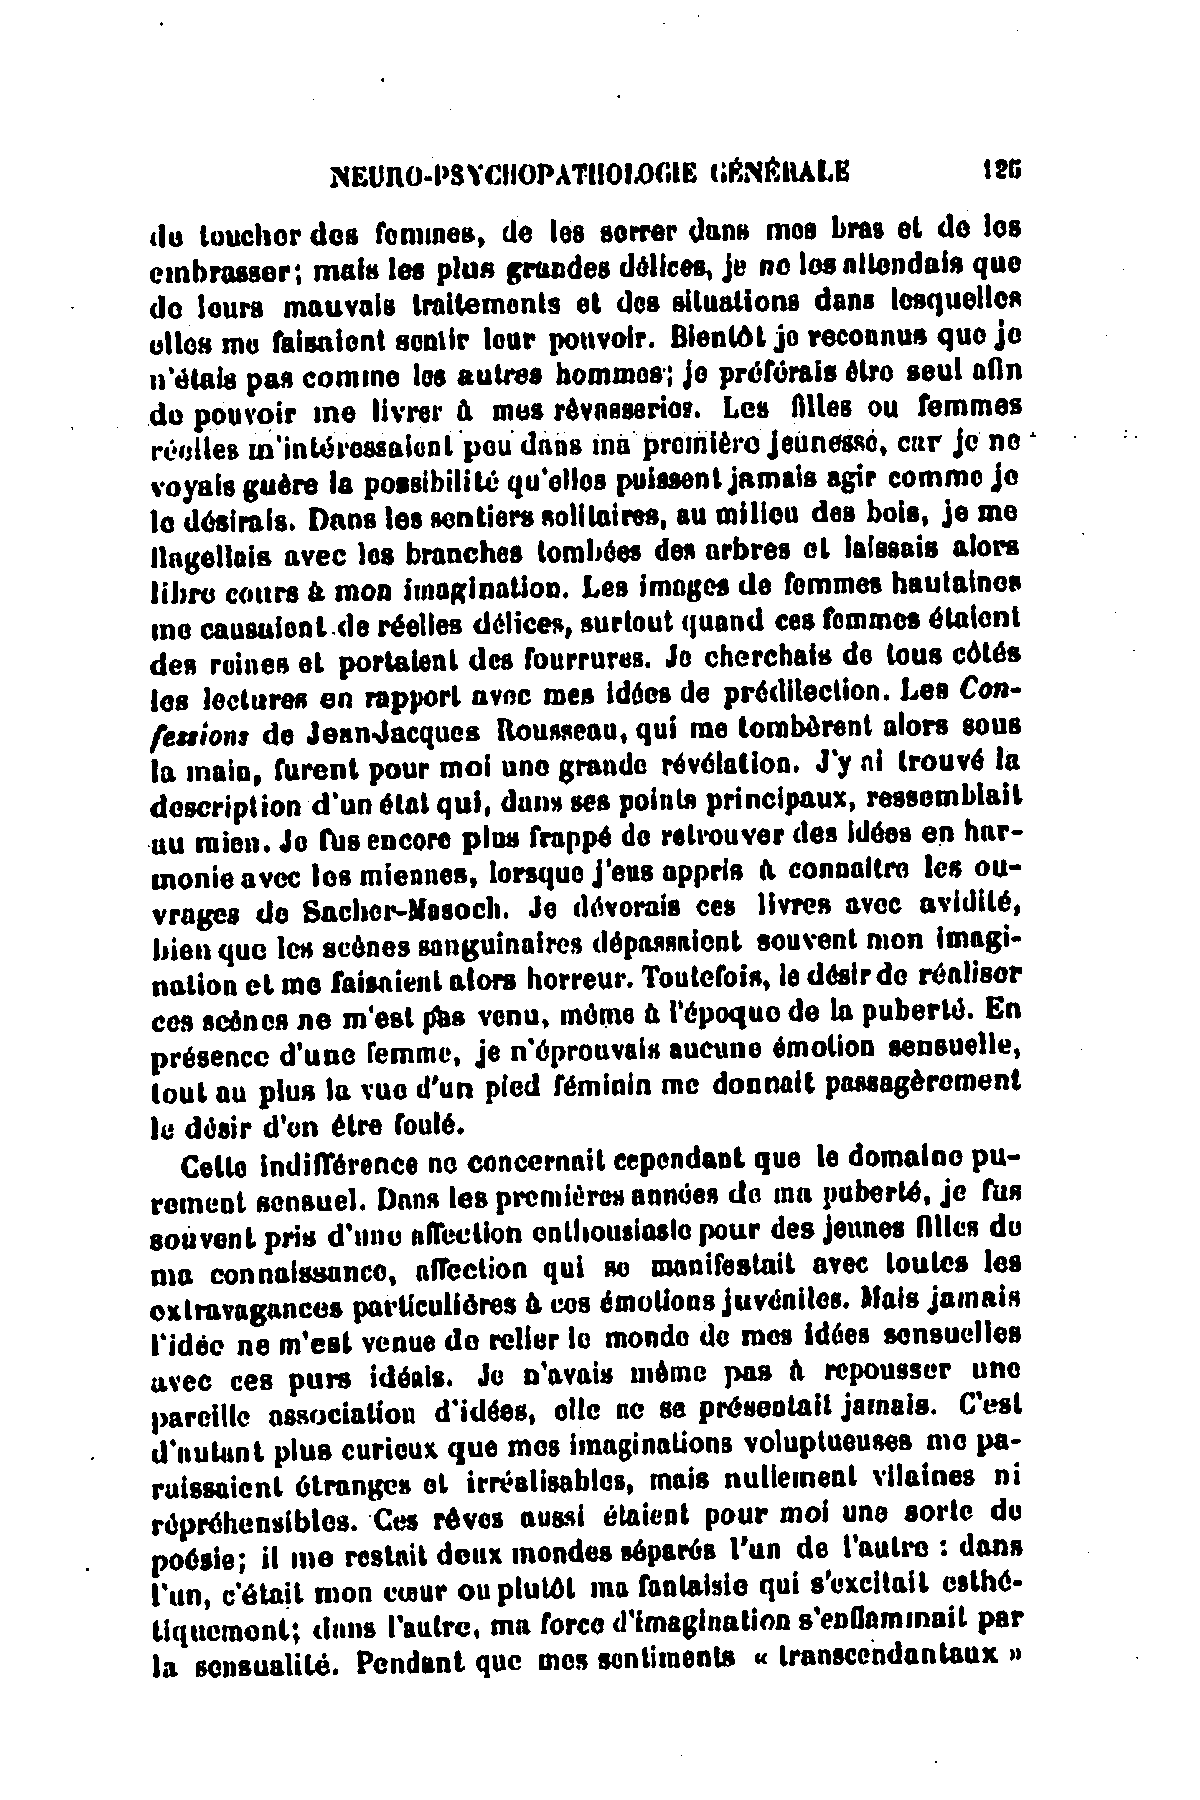 NEURO-PSYCHOPATHOLOGIE GÉNÉRALE 125
de toucher des femmes, de les serrer dans mes bras et de les
embrasser; mais les plus grandes délices, je ne les attendais que
de leurs mauvais traitements et des situations dans lesquelles
elles me faisaient sentir leur pouvoir. Bientôt je reconnus que je
n'étais pas comme les autres hommes; je préférais être seul afin
de pouvoir me livrer à mes rêvasseries. Les filles ou femmes
réelles m'intéressaient peu dans ma première jeunesse, car je ne
voyais guère la possibilité qu'elles puissent jamais agir comme je
le désirais. Dans les sentiers solitaires, au milieu des bois, je me
flagellais avec les branches tombées des arbres et laissais alors
libre cours à mon imagination. Les images de femmes hautaines
me causaient de réelles délices, surtout quand ces femmes étaient
des reines et portaient des fourrures. Je cherchais de tous côtés
les lectures en rapport avec mes idées de prédilection. Les Con-
fessions de Jean-Jacques Rousseau, qui me tombèrent alors sous
la main, furent pour moi une grande révélation. J'y ai trouvé la
description d'un état qui, dans ses points principaux, ressemblait
au mien. Je fus encore plus frappé de retrouver des idées en har-
monie avec les miennes, lorsque j'eus appris à connaître les ou-
vrages de Sacher-Masoch. Je dévorais ces livres avec avidité,
bien que les scènes sanguinaires dépassaient souvent mon imagi-
nation et me faisaient alors horreur. Toutefois, le désir de réaliser
ces scènes ne m'est pas venu, même à l'époque de la puberté. En
présence d'une femme, je n'éprouvais aucune émotion sensuelle,
tout au plus la vue d'un pied féminin me donnait passagèrement
le désir d'en être foulé.
Cette indifférence ne concernait cependant que le domaine pu-
rement sensuel. Dans les premières années de ma puberté, je fus
souvent pris d'une affection enthousiaste pour des jeunes filles de
ma connaissance, affection qui se manifestait avec toutes les
extravagances particulières à ces émotions juvéniles. Mais jamais
l'idée ne m'est venue de relier le monde de mes idées sensuelles
avec ces purs idéals. Je n'avais même pas à repousser une
pareille association d'idées, elle ne se présentait jamais. C'est
d'autant plus curieux que mes imaginations voluptueuses me pa-
raissaient étranges et irréalisables, mais nullement vilaines ni
répréhensibles. Ces rêves aussi étaient pour moi une sorte de
poésie; il me restait deux mondes séparés l'un de l'autre : dans
l'un, c'était mon cœur ou plutôt ma fantaisie qui s'excitait esthé-
tiquement; dans l'autre, ma force d'imagination s'enflammait par
la sensualité. Pendant que mes sentiments « transcendantaux »